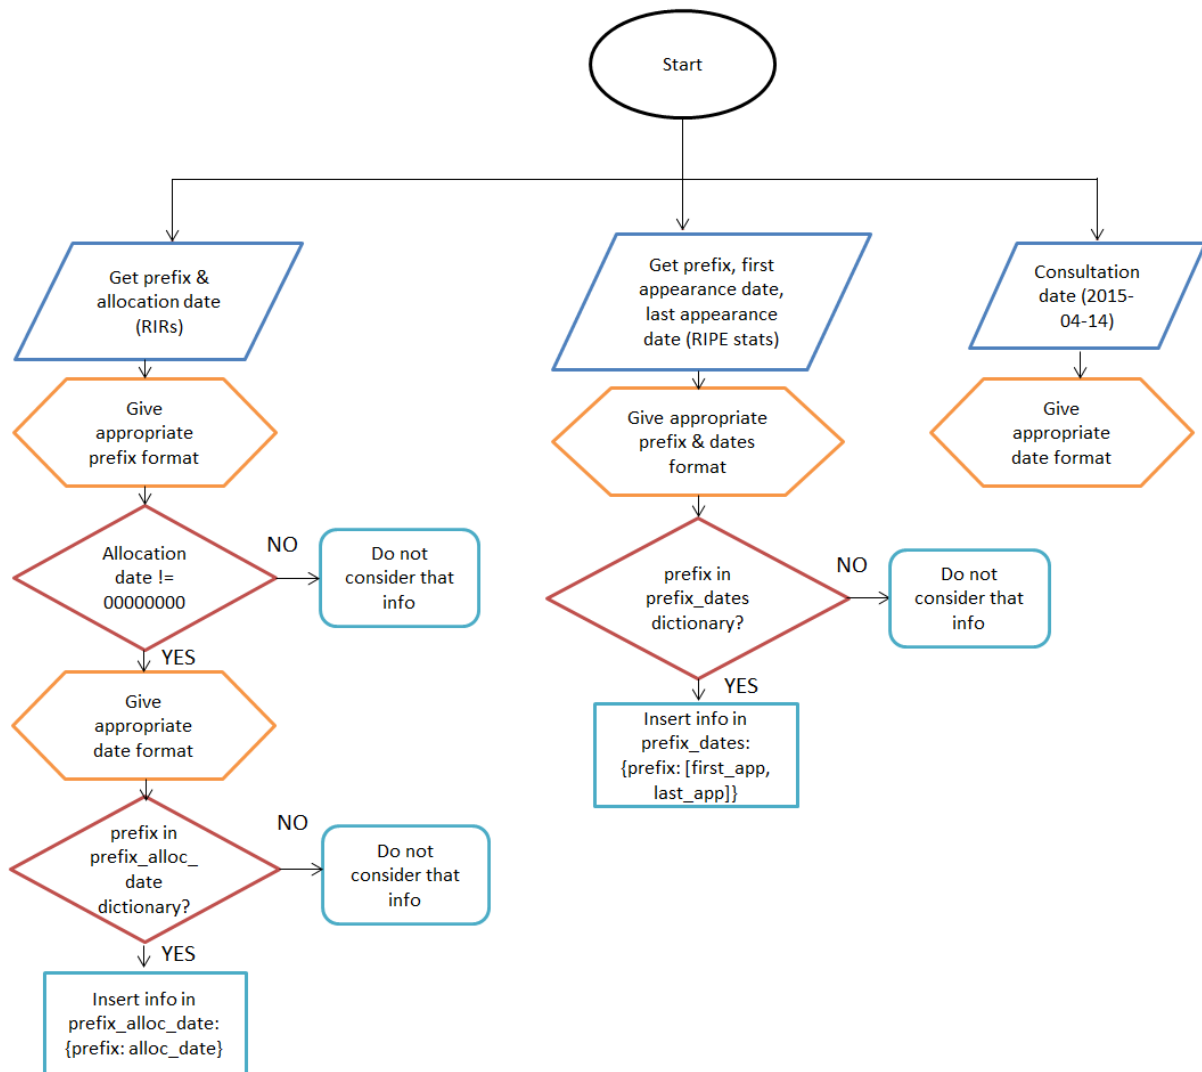 Start
Get prefix &
allocation date
(RIRs)
Give
appropriate
prefix format
Allocation
date !=
00000000
NO
Do not
consider that
info
YES
Give
appropriate
date format
prefix in
prefix_alloc_
date
dictionary?
NO
Do not
consider that
info
YES
Insert info in
prefix_alloc_date:
{prefix: alloc_date}
Get prefix, first
appearance date,
last appearance
date (RIPE stats)
Give appropriate
prefix & dates
format
prefix in
prefix_dates
dictionary?
NO
Do not
consider that
info
YES
Insert info in
prefix_dates:
{prefix: [first_app,
last_app]}
Consultation
date (2015-
04-14)
Give
appropriate
date format